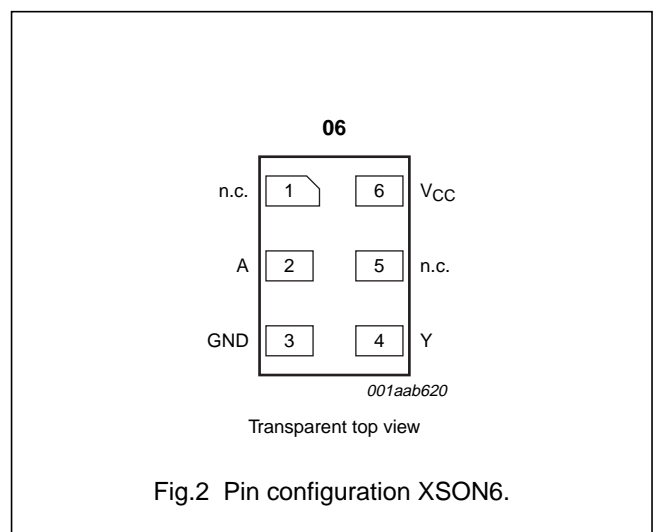 06
n.c. 1 6 VCC
A 2 5 n.c.
GND 3 4 Y
001aab620
Transparent top view
Fig.2 Pin configuration XSON6.